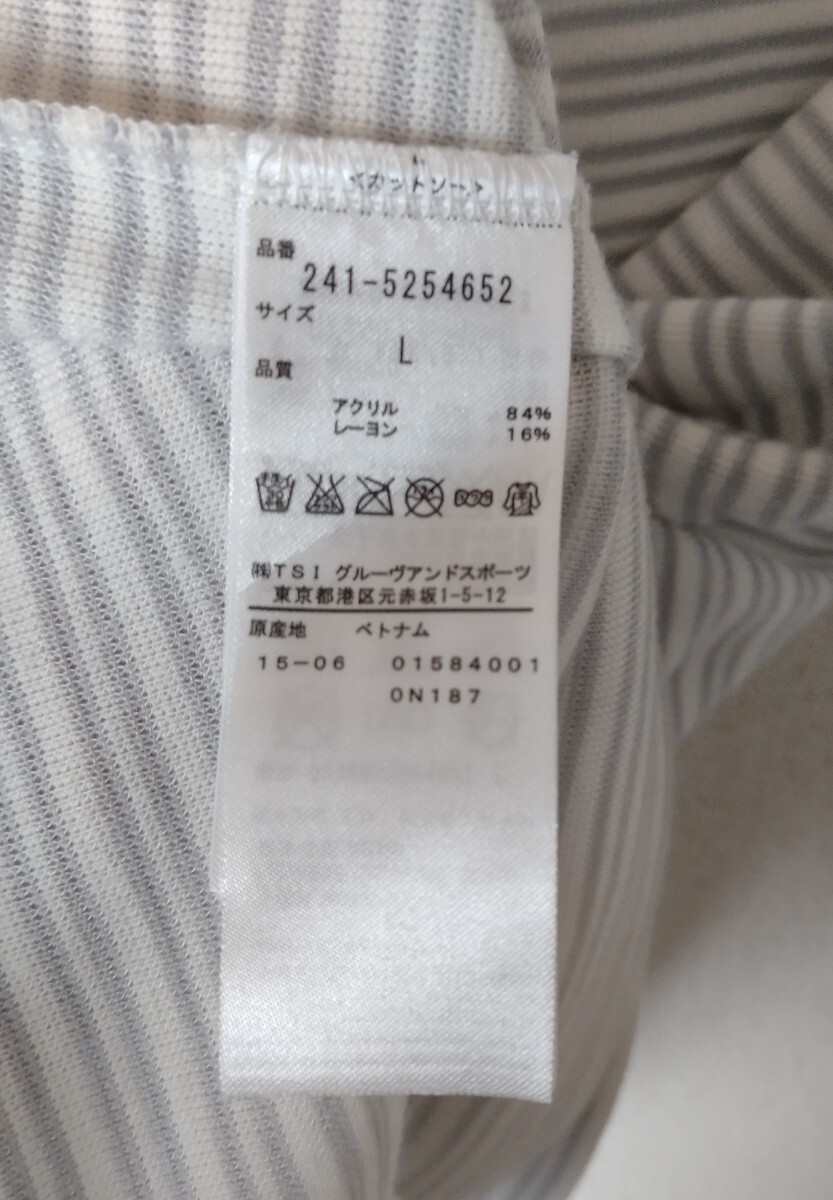 <カットソー>
品番
241-5254652
サイズ
L
品質
アクリル 84%
レーヨン 16%
㈱TSI グルーヴアンドスポーツ
東京都港区元赤坂1-5-12
原産地 ベトナム
15-06 01584001
0N187